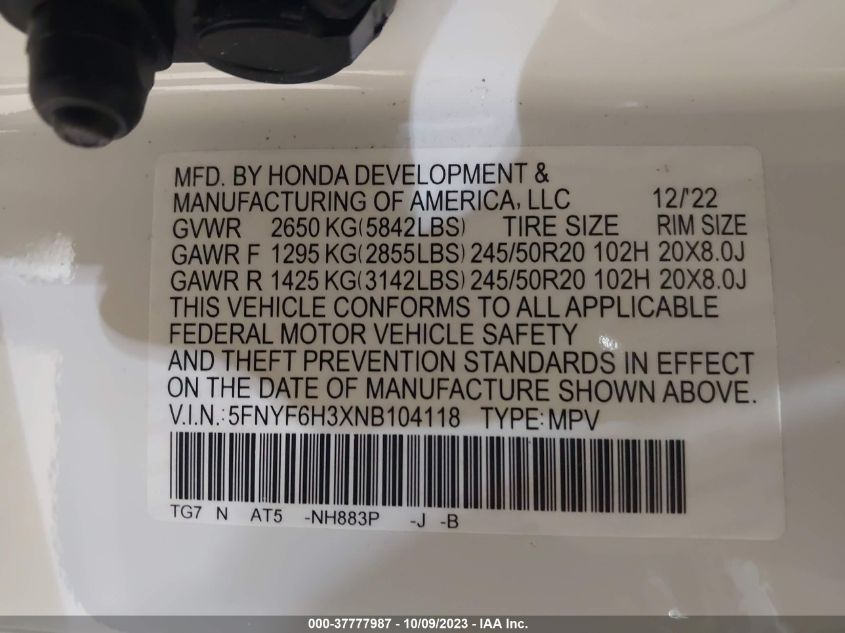 MFD. BY HONDA DEVELOPMENT &
MANUFACTURING OF AMERICA, LLC 12/'22
GVWR 2650 KG(5842LBS) TIRE SIZE RIM SIZE
GAWR F 1295 KG(2855LBS) 245/50R20 102H 20X8.0J
GAWR R 1425 KG(3142LBS) 245/50R20 102H 20X8.0J
THIS VEHICLE CONFORMS TO ALL APPLICABLE
FEDERAL MOTOR VEHICLE SAFETY
AND THEFT PREVENTION STANDARDS IN EFFECT
ON THE DATE OF MANUFACTURE SHOWN ABOVE.
V.I.N.: 5FNYF6H3XNB104118 TYPE: MPV
TG7 N AT5 -NH883P -J -B
000-37777987 - 10/09/2023 - IAA Inc.